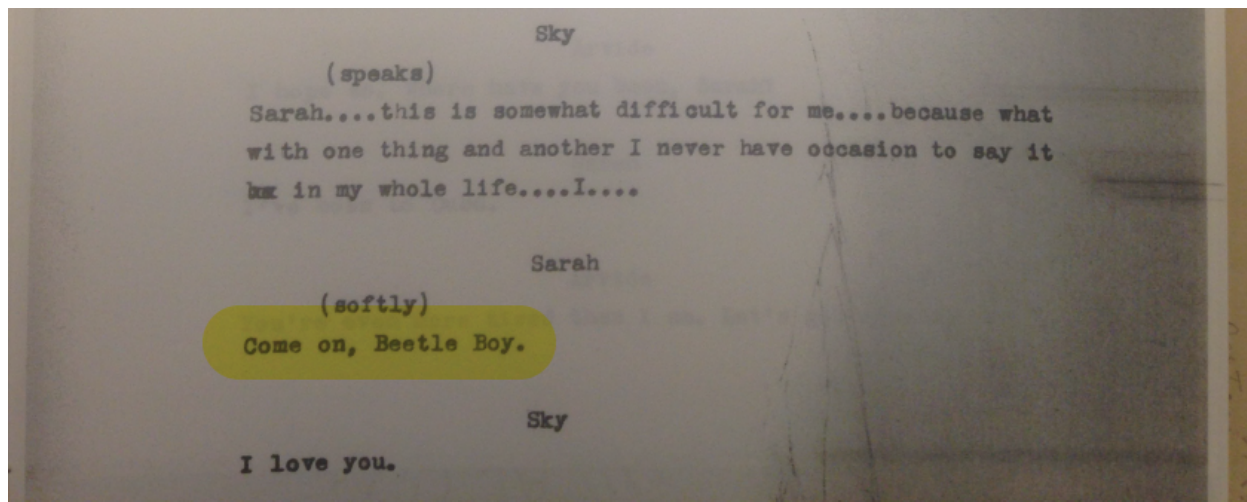 Sky
(speaks)
Sarah....this is somewhat difficult for me....because what
with one thing and another I never have occasion to say it
in my whole life....I....
Sarah
(softly)
Come on, Beetle Boy.
Sky
I love you.